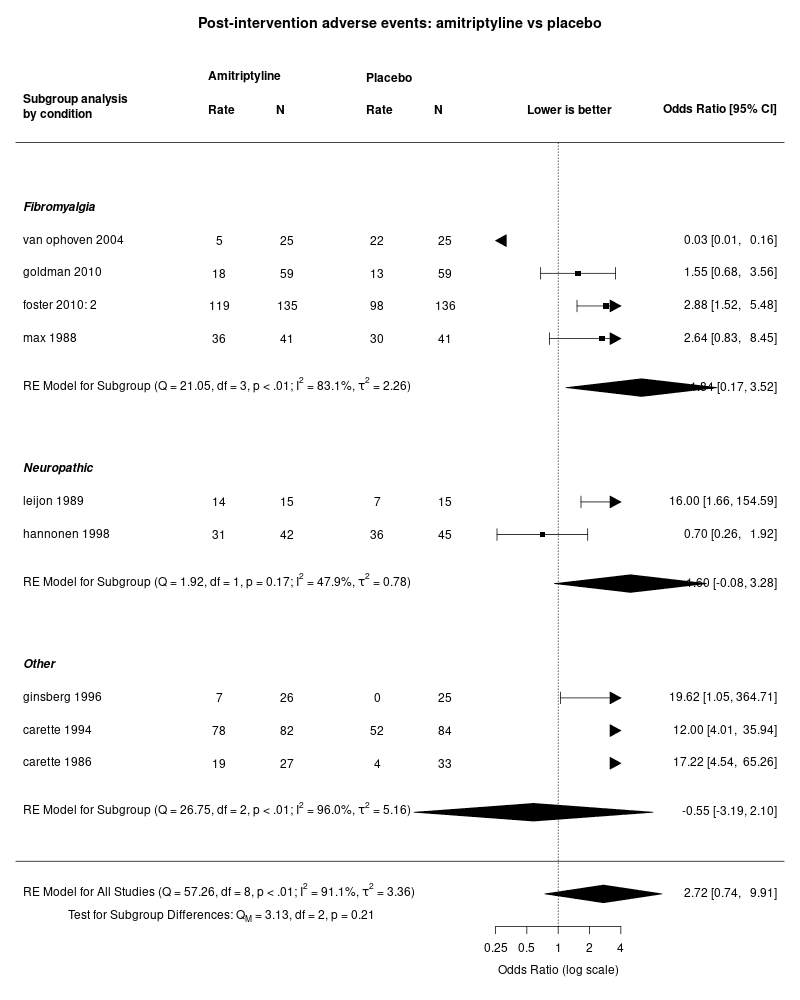 Post-intervention adverse events: amitriptyline vs placebo
Amitriptyline Placebo
Subgroup analysis
by condition Rate N Rate N Lower is better Odds Ratio [95% CI]
Fibromyalgia
van ophoven 2004 5 25 22 25 0.03 [0.01, 0.16]
goldman 2010 18 59 13 59 1.55 [0.68, 3.56]
foster 2010: 2 119 135 98 136 2.88 [1.52, 5.48]
max 1988 36 41 30 41 2.64 [0.83, 8.45]
RE Model for Subgroup (Q = 21.05, df = 3, p < .01; I² = 83.1%, τ² = 2.26) [0.17, 3.52]
Neuropathic
leijon 1989 14 15 7 15 16.00 [1.66, 154.59]
hannonen 1998 31 42 36 45 0.70 [0.26, 1.92]
RE Model for Subgroup (Q = 1.92, df = 1, p = 0.17; I² = 47.9%, τ² = 0.78) [-0.08, 3.28]
Other
ginsberg 1996 7 26 0 25 19.62 [1.05, 364.71]
carette 1994 78 82 52 84 12.00 [4.01, 35.94]
carette 1986 19 27 4 33 17.22 [4.54, 65.26]
RE Model for Subgroup (Q = 26.75, df = 2, p < .01; I² = 96.0%, τ² = 5.16) -0.55 [-3.19, 2.10]
RE Model for All Studies (Q = 57.26, df = 8, p < .01; I² = 91.1%, τ² = 3.36) 2.72 [0.74, 9.91]
Test for Subgroup Differences: Q_M = 3.13, df = 2, p = 0.21
0.25 0.5 1 2 4
Odds Ratio (log scale)